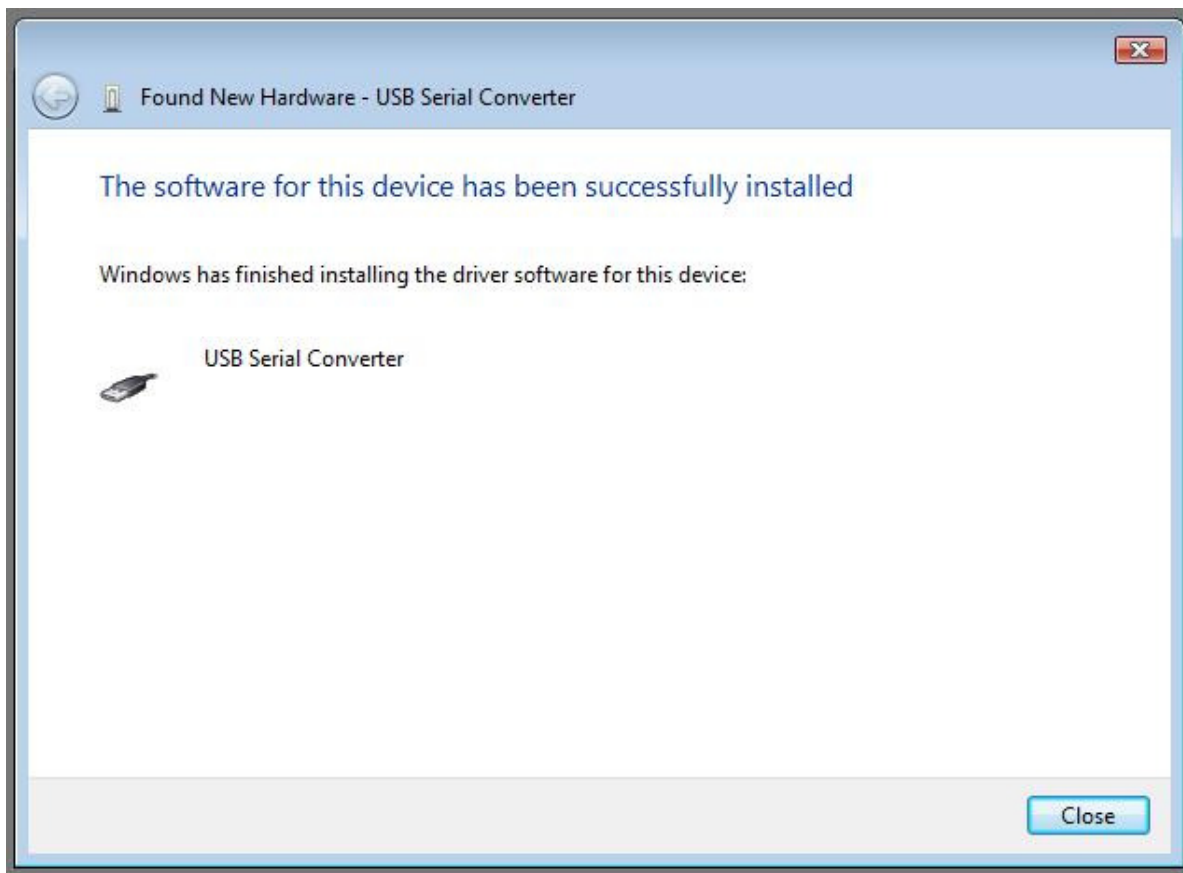 Found New Hardware - USB Serial Converter
The software for this device has been successfully installed
Windows has finished installing the driver software for this device:
USB Serial Converter
Close